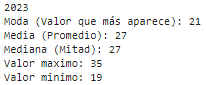 2023
Moda (Valor que más aparece): 21
Media (Promedio): 27
Mediana (Mitad): 27
Valor maximo: 35
Valor minimo: 19